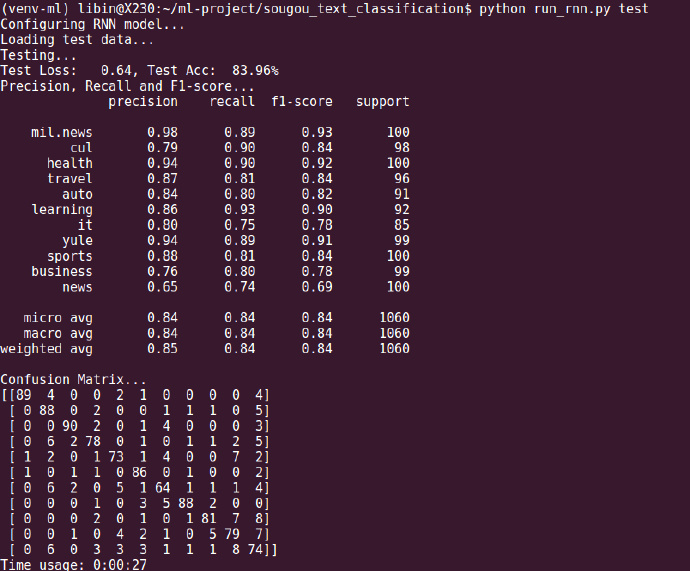 (venv-ml) libin@X230:~/ml-project/sougou_text_classification$ python run_rnn.py test
Configuring RNN model...
Loading test data...
Testing...
Test Loss:   0.64, Test Acc:  83.96%
Precision, Recall and F1-score...
              precision    recall  f1-score   support

    mil.news       0.98      0.89      0.93       100
         cul       0.79      0.90      0.84        98
      health       0.94      0.90      0.92       100
      travel       0.87      0.81      0.84        96
        auto       0.84      0.80      0.82        91
    learning       0.86      0.93      0.90        92
          it       0.80      0.75      0.78        85
        yule       0.94      0.89      0.91        99
      sports       0.88      0.81      0.84       100
    business       0.76      0.80      0.78        99
        news       0.65      0.74      0.69       100

   micro avg       0.84      0.84      0.84      1060
   macro avg       0.84      0.84      0.84      1060
weighted avg       0.85      0.84      0.84      1060

Confusion Matrix...
[[89  4  0  0  2  1  0  0  0  0  4]
 [ 0 88  0  2  0  0  1  1  1  0  5]
 [ 0  0 90  2  0  1  4  0  0  0  3]
 [ 0  6  2 78  0  1  0  1  1  2  5]
 [ 1  2  0  1 73  1  4  0  0  7  2]
 [ 1  0  1  1  0 86  0  1  0  0  2]
 [ 0  6  2  0  5  1 64  1  1  1  4]
 [ 0  0  0  1  0  3  5 88  2  0  0]
 [ 0  0  0  2  0  1  0  1 81  7  8]
 [ 0  0  1  0  4  2  1  0  5 79  7]
 [ 0  6  0  3  3  3  1  1  1  8 74]]
Time usage: 0:00:27